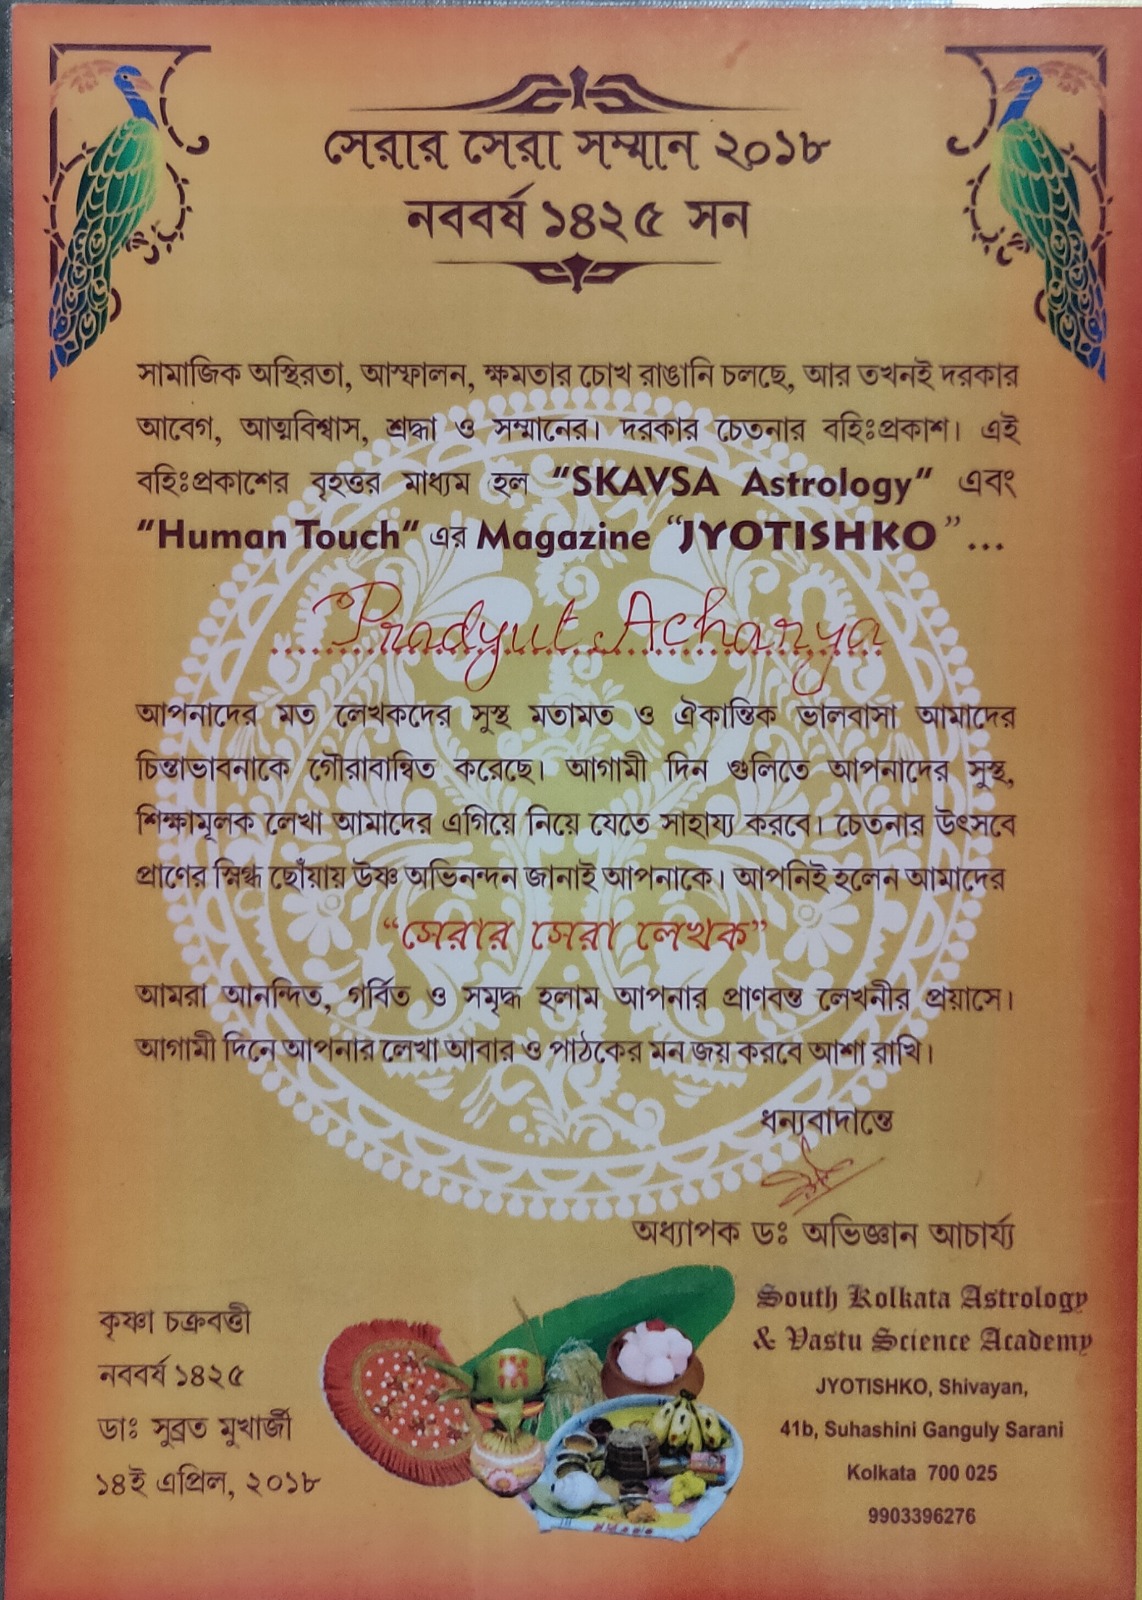 সেরার সেরা সম্মান ২০১৮
নববর্ষ ১৪২৫ সন
সামাজিক অস্থিরতা, আস্ফালন, ক্ষমতার চোখ রাঙানি চলছে, আর তখনই দরকার
আবেগ, আত্মবিশ্বাস, শ্রদ্ধা ও সম্মানের। দরকার চেতনার বহিঃপ্রকাশ। এই
বহিঃপ্রকাশের বৃহত্তর মাধ্যম হল “SKAVSA Astrology“ এবং
“Human Touch“ এর Magazine “JYOTISHKO” ...
Pradyut Acharya
আপনাদের মত লেখকদের সুস্থ মতামত ও ঐকান্তিক ভালবাসা আমাদের
চিন্তাভাবনাকে গৌরাবান্বিত করেছে। আগামী দিন গুলিতে আপনাদের সুস্থ,
শিক্ষামূলক লেখা আমাদের এগিয়ে নিয়ে যেতে সাহায্য করবে। চেতনার উৎসবে
প্রাণের স্নিগ্ধ ছোঁয়ায় উষ্ণ অভিনন্দন জানাই আপনাকে। আপনিই হলেন আমাদের
“সেরার সেরা লেখক”
আমরা আনন্দিত, গর্বিত ও সমৃদ্ধ হলাম আপনার প্রাণবন্ত লেখনীর প্রয়াসে।
আগামী দিনে আপনার লেখা আবার ও পাঠকের মন জয় করবে আশা রাখি।
ধন্যবাদান্তে
অধ্যাপক ডঃ অভিজ্ঞান আচার্য্য
কৃষ্ণা চক্রবর্ত্তী
নববর্ষ ১৪২৫
ডাঃ সুব্রত মুখার্জী
১৪ই এপ্রিল, ২০১৮
South Kolkata Astrology
& Vastu Science Academy
JYOTISHKO, Shivayan,
41b, Suhashini Ganguly Sarani
Kolkata 700 025
9903396276